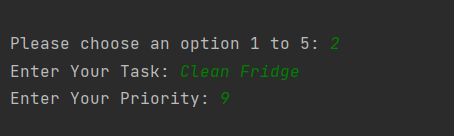 Please choose an option 1 to 5: 2
Enter Your Task: Clean Fridge
Enter Your Priority: 9